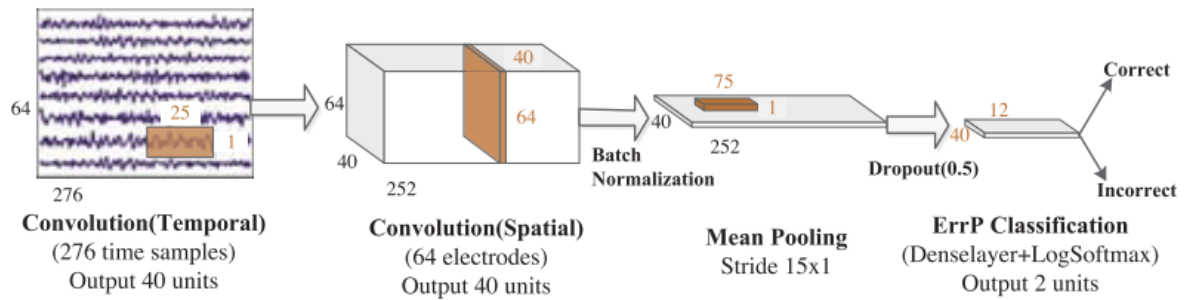 64
25
1
276
Convolution(Temporal)
(276 time samples)
Output 40 units
64
40
40
64
252
Convolution(Spatial)
(64 electrodes)
Output 40 units
Batch
Normalization
75
1
40
252
Mean Pooling
Stride 15x1
Dropout(0.5)
12
40
Correct
Incorrect
ErrP Classification
(Denselayer+LogSoftmax)
Output 2 units